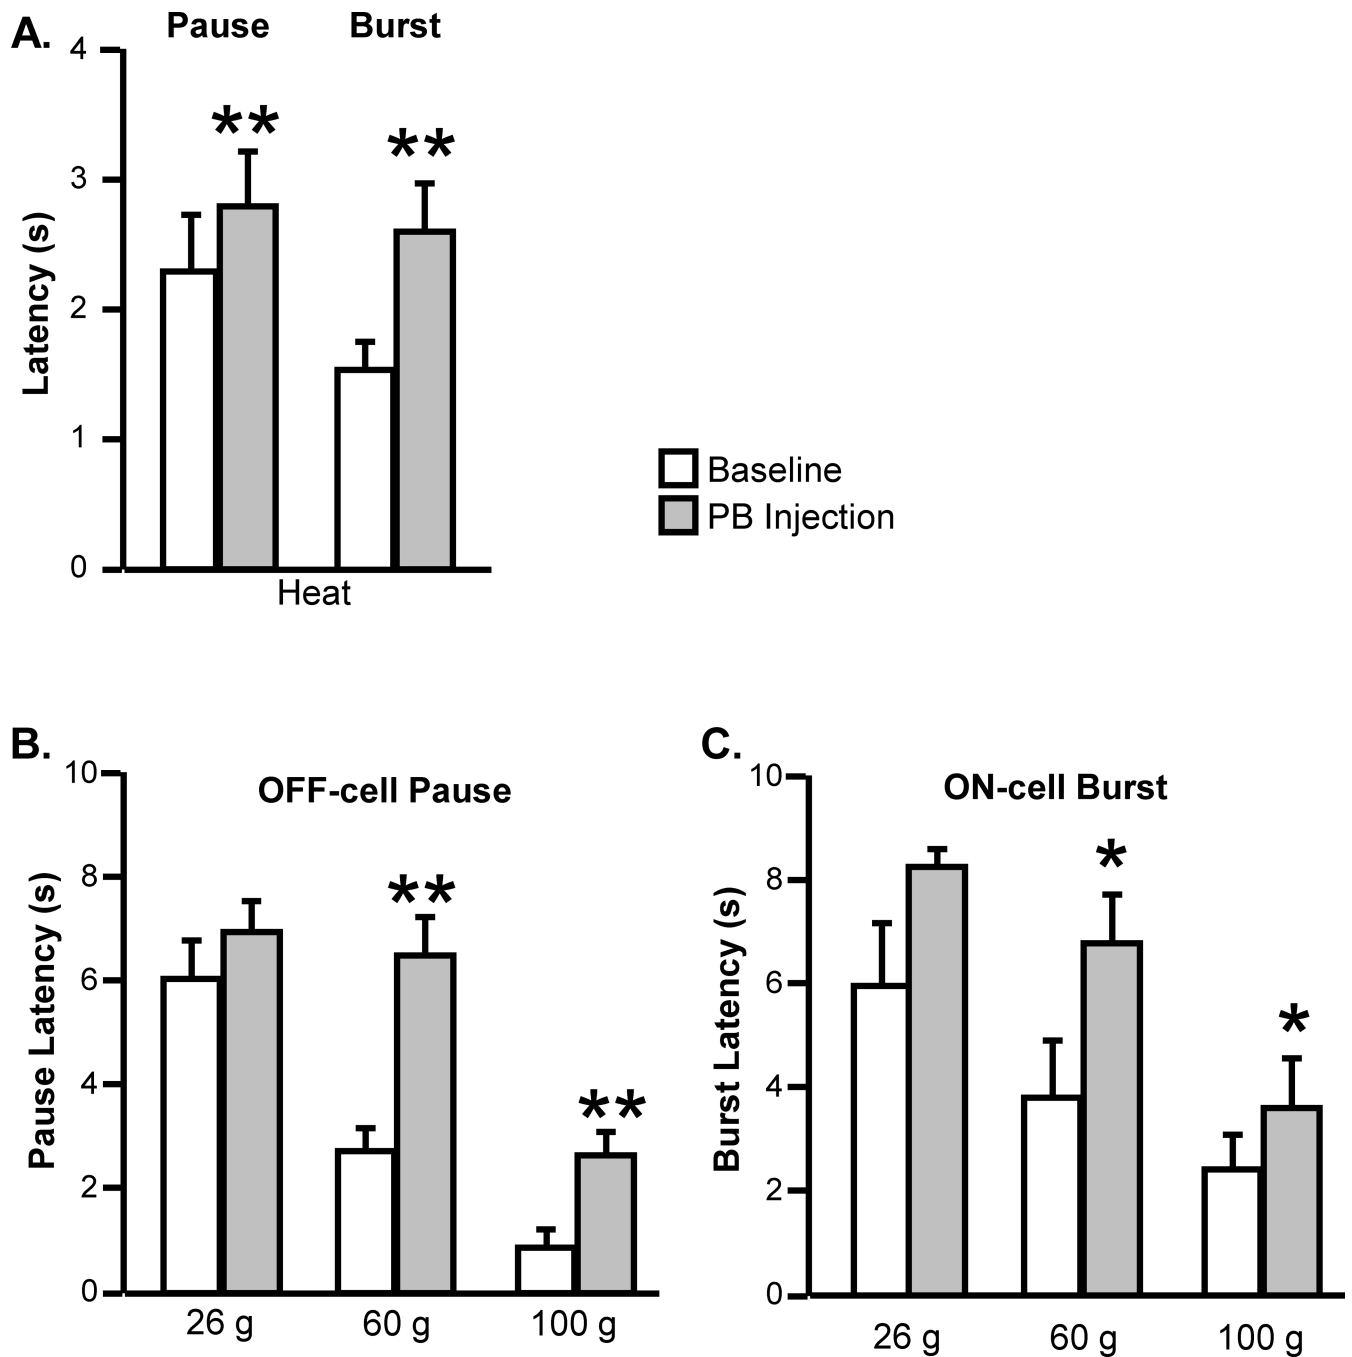 A.
Pause Burst
4
** **
3
2
1
0
Latency (s)
Heat
Baseline
PB Injection
B.
OFF-cell Pause
10
8
6
4
2
0
Pause Latency (s)
**
**
26 g 60 g 100 g
C.
ON-cell Burst
10
8
6
4
2
0
Burst Latency (s)
*
*
26 g 60 g 100 g